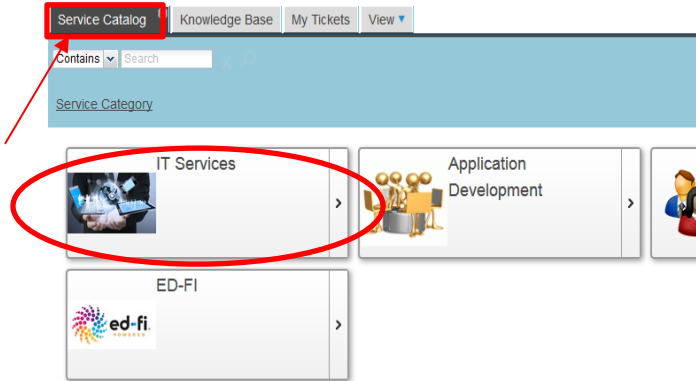 Service Catalog Knowledge Base My Tickets View
Contains Search
Service Category
IT Services
Application
Development
ED-FI
ed-fi.
POWERED